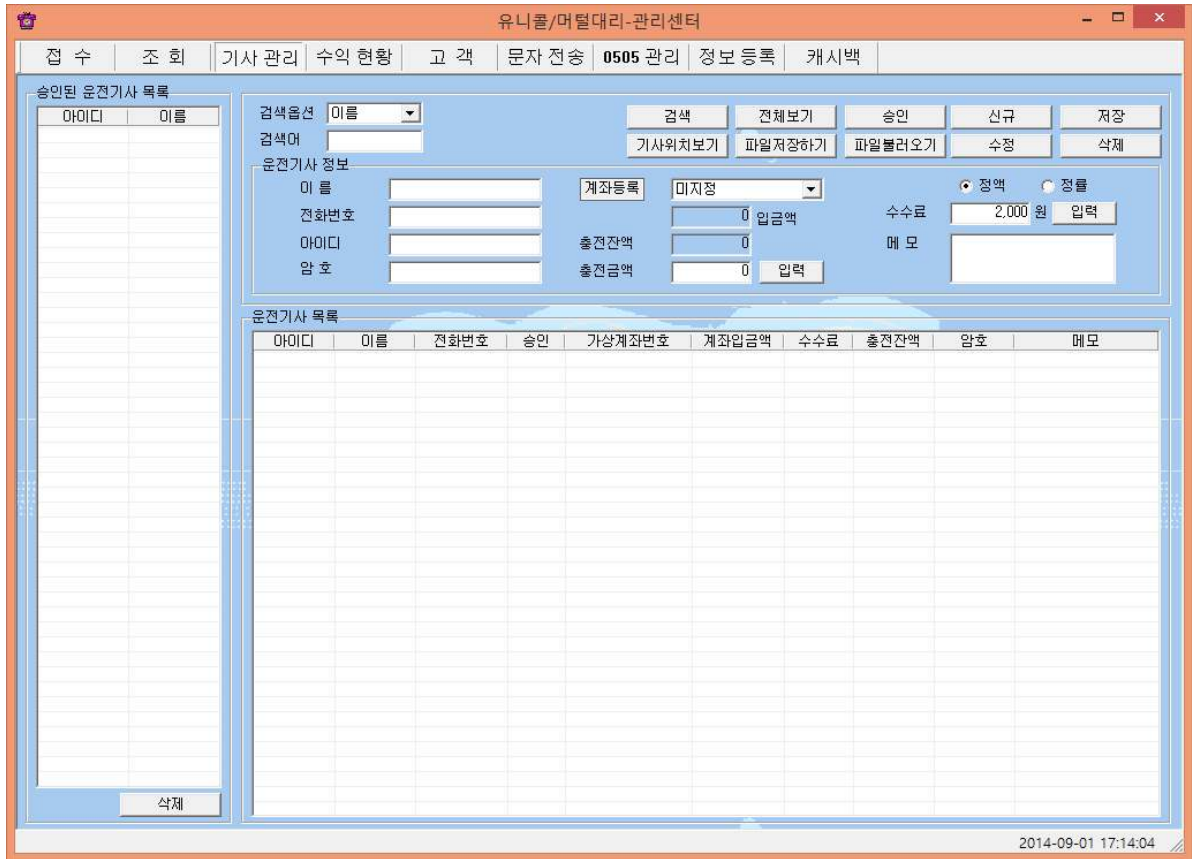 유니콜/머털대리-관리센터
접 수 조 회 기사 관리 수익 현황 고 객 문자 전송 0505 관리 정보 등록 캐시백
승인된 운전기사 목록
아이디 이름
삭제
검색옵션 이름 검색 전체보기 승인 신규 저장
검색어 기사위치보기 파일저장하기 파일불러오기 수정 삭제
운전기사 정보
이 름 계좌등록 미지정 정액 정률
전화번호 0 입금액 수수료 2,000 원 입력
아이디 충전잔액 0 메 모
암 호 충전금액 0 입력
운전기사 목록
아이디 이름 전화번호 승인 가상계좌번호 계좌입금액 수수료 충전잔액 암호 메모
2014-09-01 17:14:04